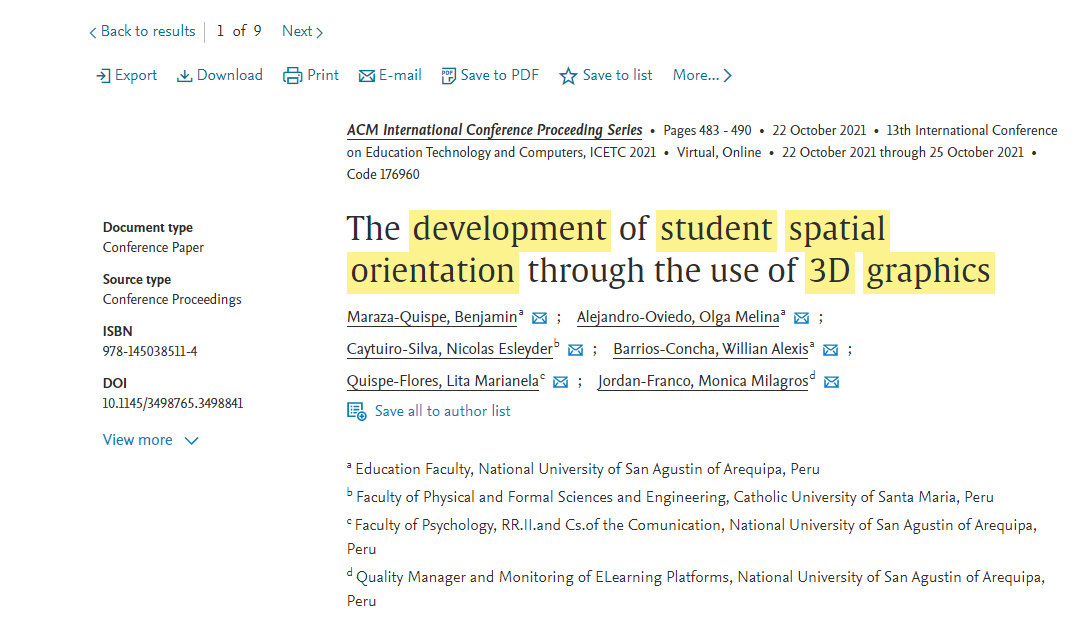 Back to results 1 of 9 Next
Export Download Print E-mail Save to PDF Save to list More...
ACM International Conference Proceeding Series • Pages 483 - 490 • 22 October 2021 • 13th International Conference
on Education Technology and Computers, ICETC 2021 • Virtual, Online • 22 October 2021 through 25 October 2021 •
Code 176960
Document type
Conference Paper
Source type
Conference Proceedings
ISBN
978-145038511-4
DOI
10.1145/3498765.3498841
View more
The development of student spatial
orientation through the use of 3D graphics
Maraza-Quispe, Benjamin a ; Alejandro-Oviedo, Olga Melina a ;
Caytuiro-Silva, Nicolas Esleyder b ; Barrios-Concha, Willian Alexis a ;
Quispe-Flores, Lita Marianela c ; Jordan-Franco, Monica Milagros d
Save all to author list
a Education Faculty, National University of San Agustin of Arequipa, Peru
b Faculty of Physical and Formal Sciences and Engineering, Catholic University of Santa Maria, Peru
c Faculty of Psychology, RR.II.and Cs.of the Comunication, National University of San Agustin of Arequipa,
Peru
d Quality Manager and Monitoring of ELearning Platforms, National University of San Agustin of Arequipa,
Peru